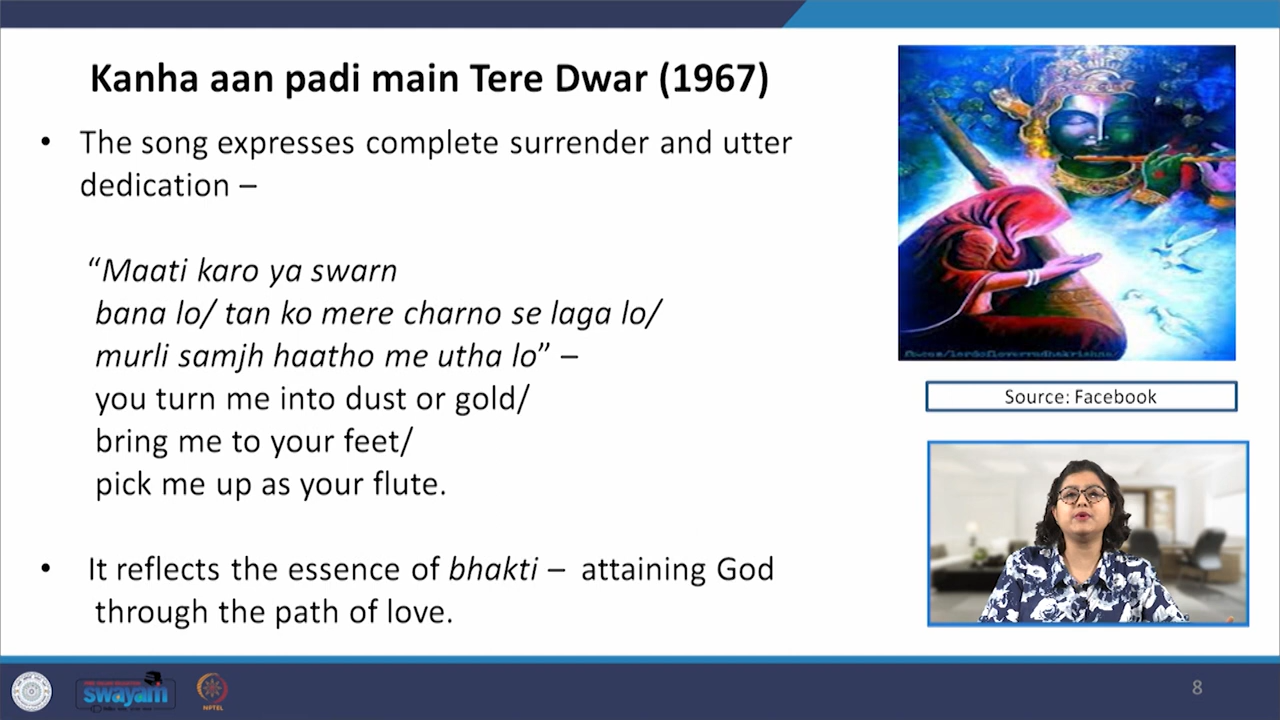 Kanha aan padi main Tere Dwar (1967)
• The song expresses complete surrender and utter
dedication –
“Maati karo ya swarn
bana lo/ tan ko mere charno se laga lo/
murli samjh haatho me utha lo” –
you turn me into dust or gold/
bring me to your feet/
pick me up as your flute.
• It reflects the essence of bhakti – attaining God
through the path of love.
Source: Facebook
swayam
NPTEL
8